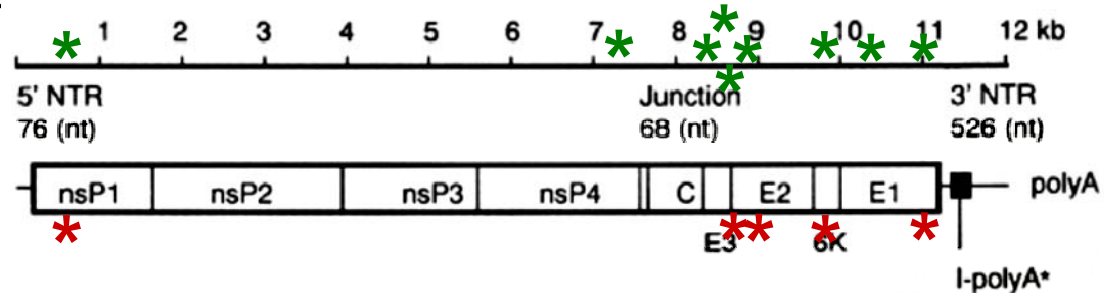 1 2 3 4 5 6 7 8 9 10 11 12 kb
5' NTR Junction 3' NTR
76 (nt) 68 (nt) 526 (nt)
nsP1 nsP2 nsP3 nsP4 C E2 E1 polyA
E3 6K
I-polyA*